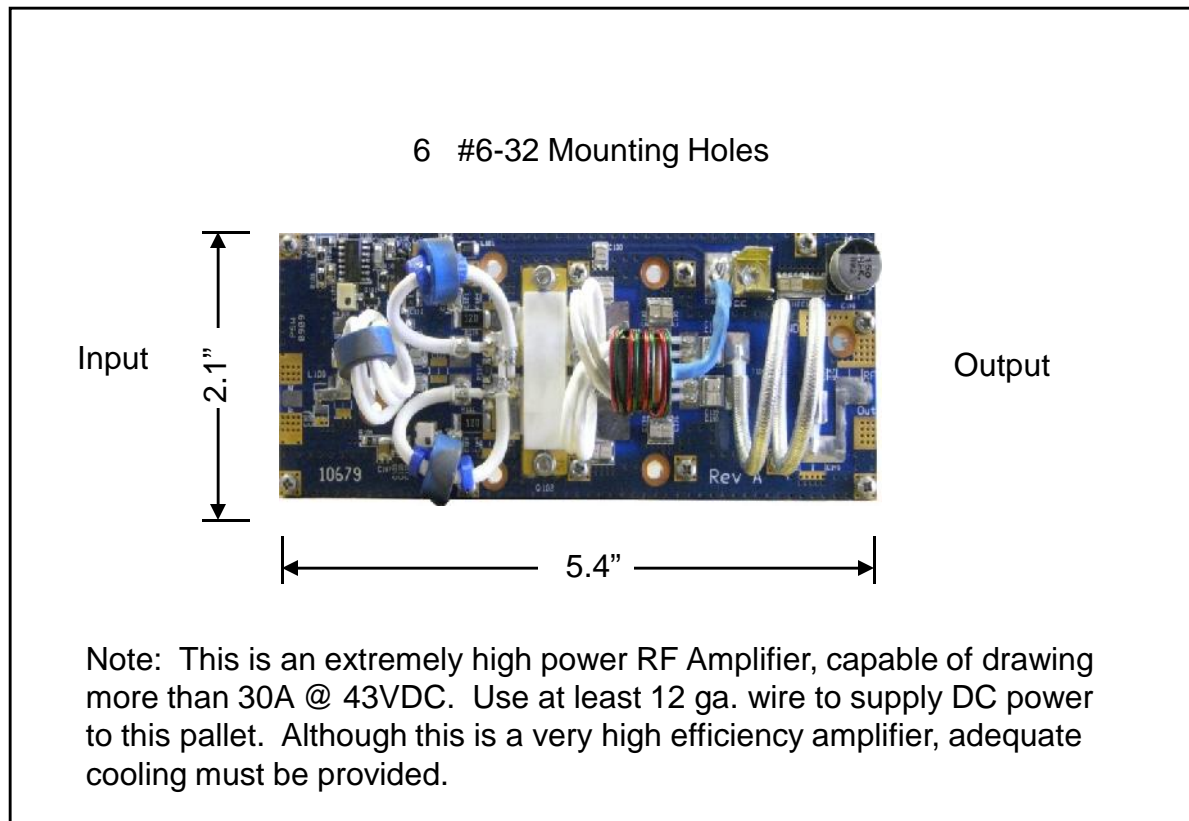 6 #6-32 Mounting Holes
Input
2.1”
Output
10679
Rev A
RF
Out
5.4”
Note: This is an extremely high power RF Amplifier, capable of drawing
more than 30A @ 43VDC. Use at least 12 ga. wire to supply DC power
to this pallet. Although this is a very high efficiency amplifier, adequate
cooling must be provided.